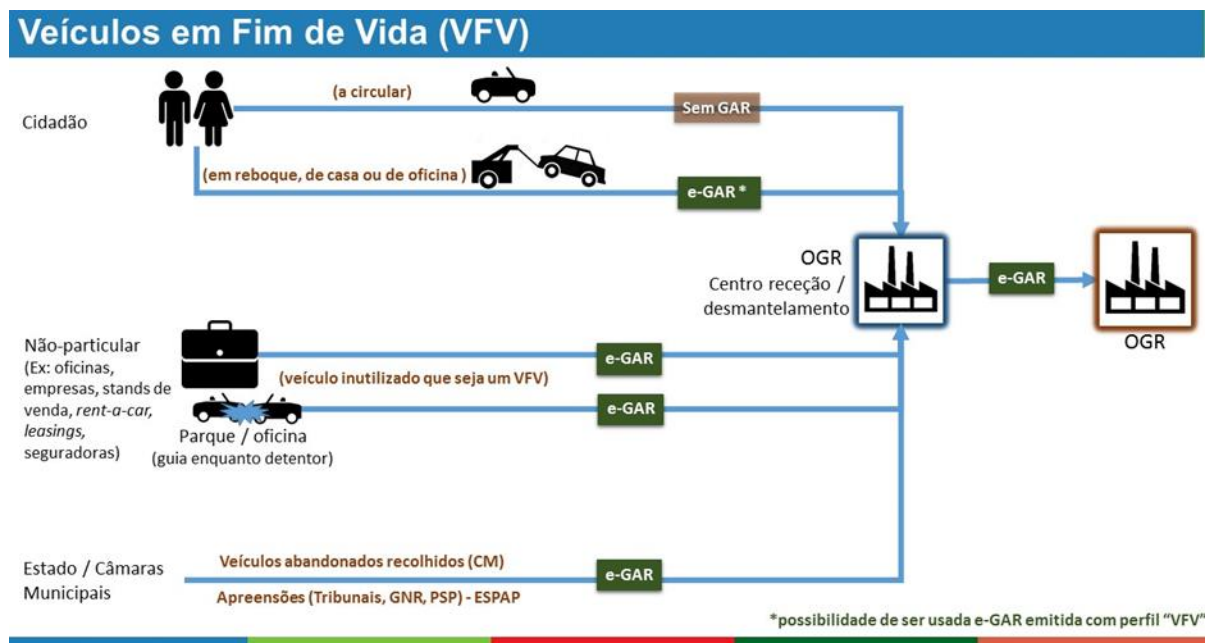 Veículos em Fim de Vida (VFV)
Cidadão
(a circular)
Sem GAR
(em reboque, de casa ou de oficina )
e-GAR *
OGR
Centro receção /
desmantelamento
e-GAR
OGR
Não-particular
(Ex: oficinas,
empresas, stands de
venda, rent-a-car,
leasings,
seguradoras)
e-GAR
(veículo inutilizado que seja um VFV)
e-GAR
Parque / oficina
(guia enquanto detentor)
Estado / Câmaras
Municipais
Veículos abandonados recolhidos (CM)
e-GAR
Apreensões (Tribunais, GNR, PSP) - ESPAP
*possibilidade de ser usada e-GAR emitida com perfil “VFV”